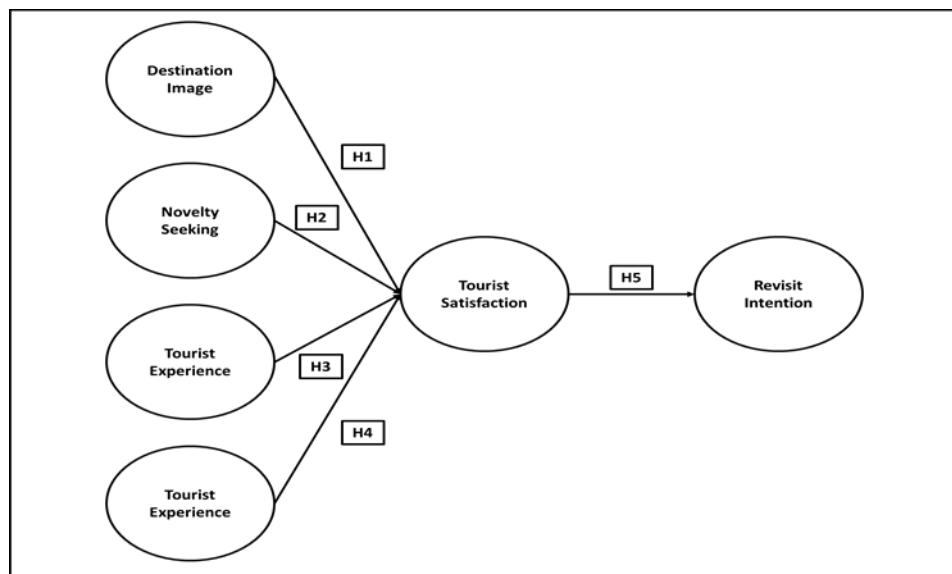 Destination
Image
H1
Novelty
Seeking
H2
Tourist
Satisfaction
H5
Revisit
Intention
Tourist
Experience
H3
H4
Tourist
Experience